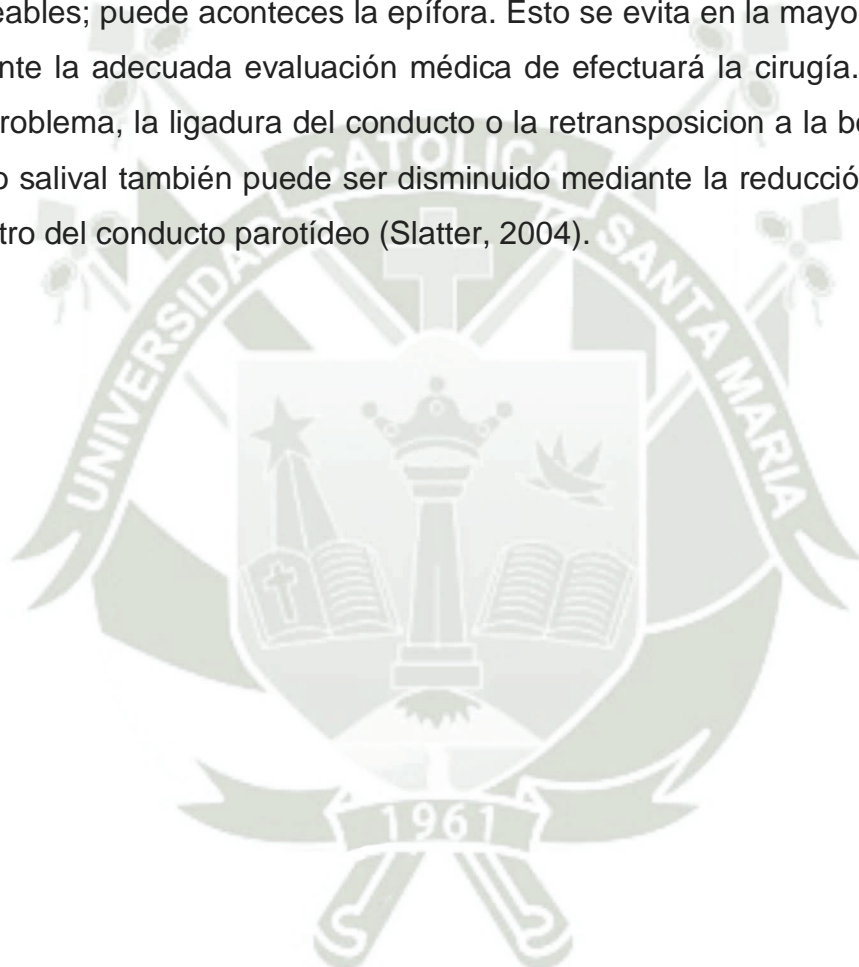 eables; puede aconteces la epífora. Esto se evita en la mayo
nte la adecuada evaluación médica de efectuará la cirugía.
roblema, la ligadura del conducto o la retransposicion a la b
o salival también puede ser disminuido mediante la reducció
tro del conducto parotídeo (Slatter, 2004).
UNIVERSIDAD CATOLICA SANTA MARIA
1961